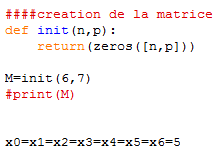 ####creation de la matrice
def init(n,p):
    return(zeros([n,p]))
M=init(6,7)
#print(M)
x0=x1=x2=x3=x4=x5=x6=5